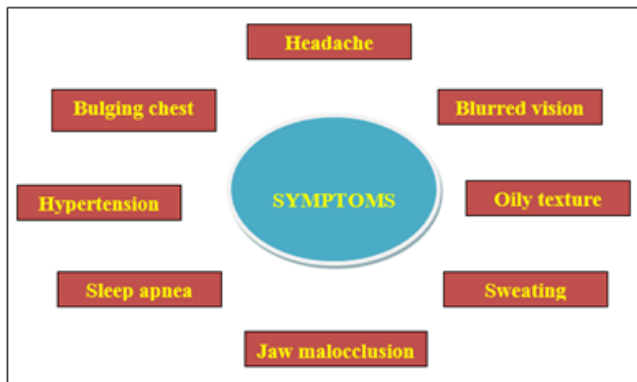 Headache
Bulging chest
Blurred vision
Hypertension
SYMPTOMS
Oily texture
Sleep apnea
Sweating
Jaw malocclusion